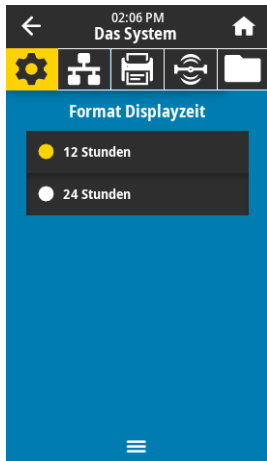 02:06 PM
Das System
Format Displayzeit
12 Stunden
24 Stunden